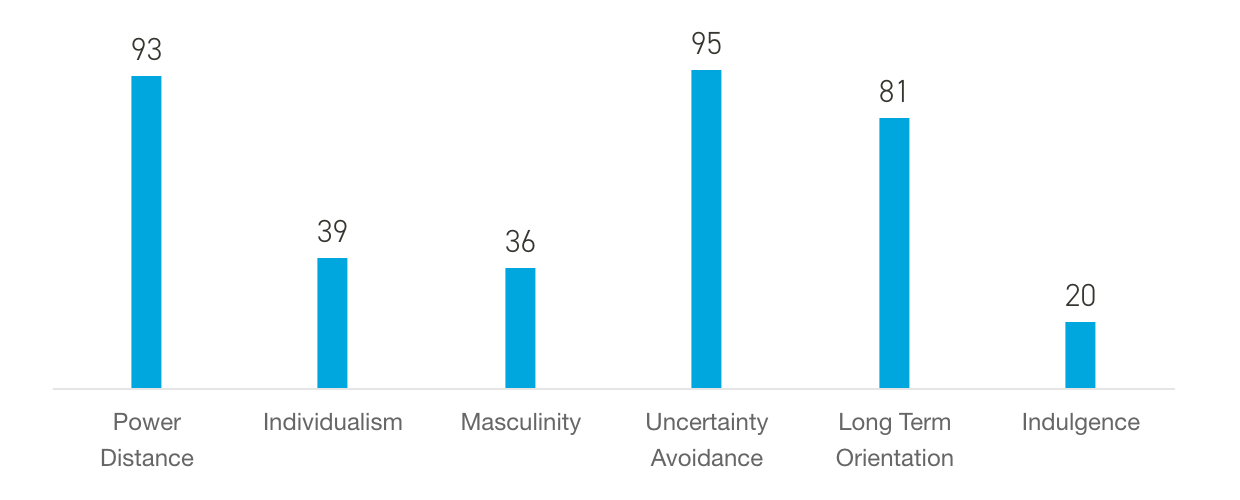 93
39
36
95
81
20
Power
Distance
Individualism
Masculinity
Uncertainty
Avoidance
Long Term
Orientation
Indulgence